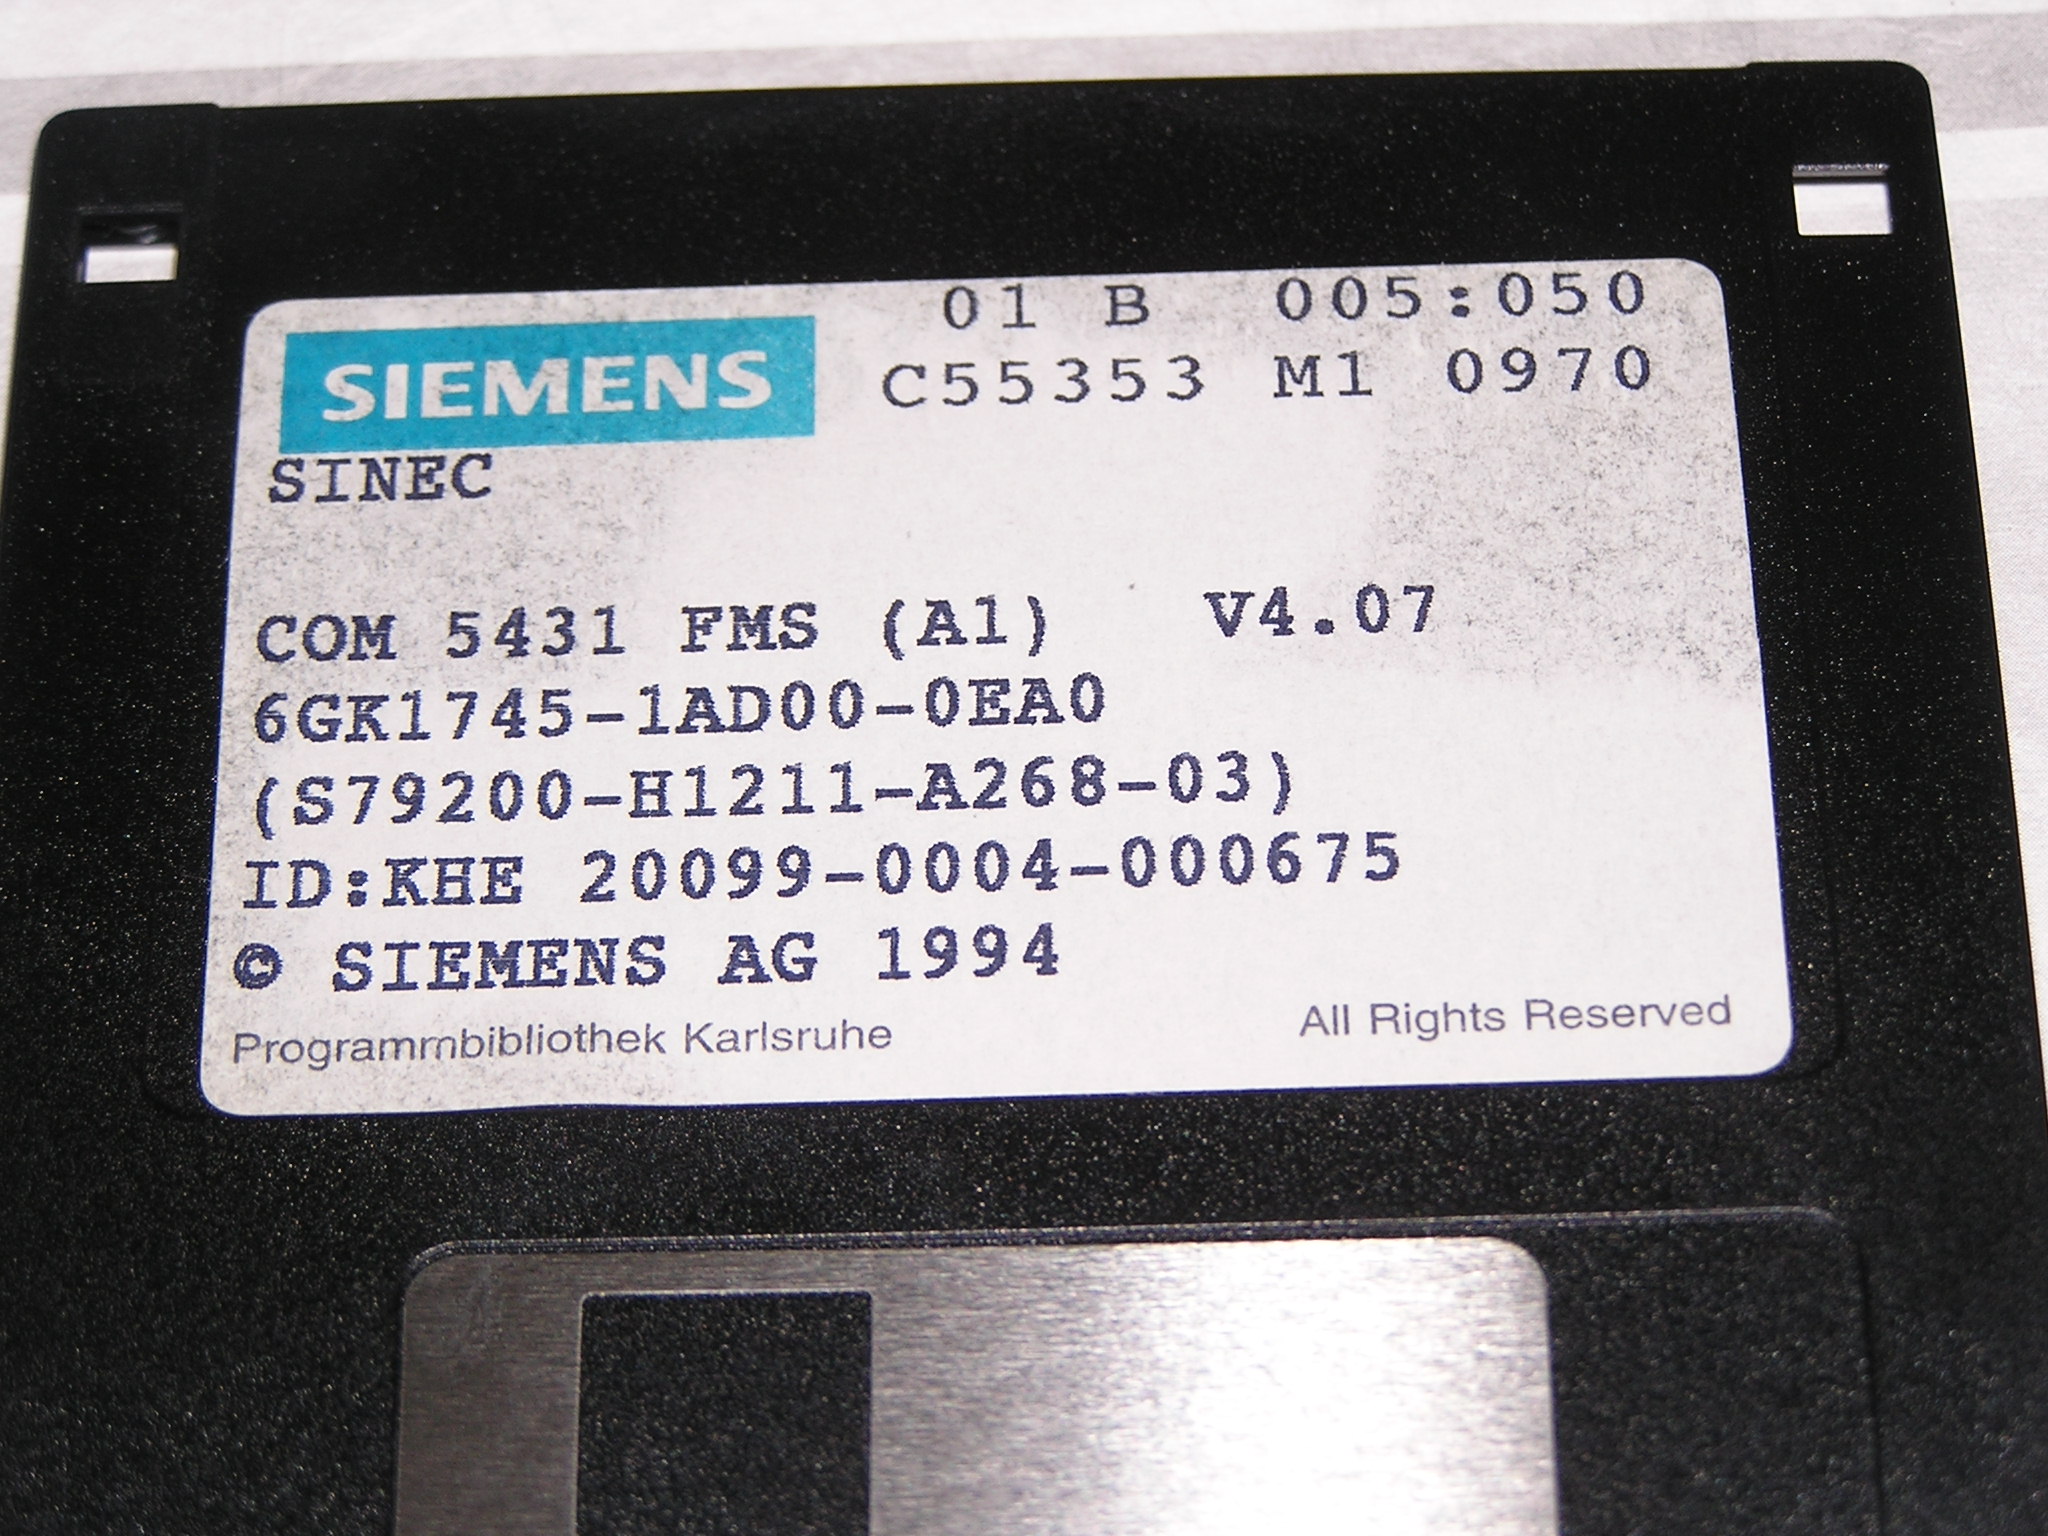 01 B 005:050
SIEMENS C55353 M1 0970
SINEC
COM 5431 FMS (A1) V4.07
6GK1745-1AD00-0EA0
(S79200-H1211-A268-03)
ID:KHE 20099-0004-000675
© SIEMENS AG 1994
Programmbibliothek Karlsruhe All Rights Reserved